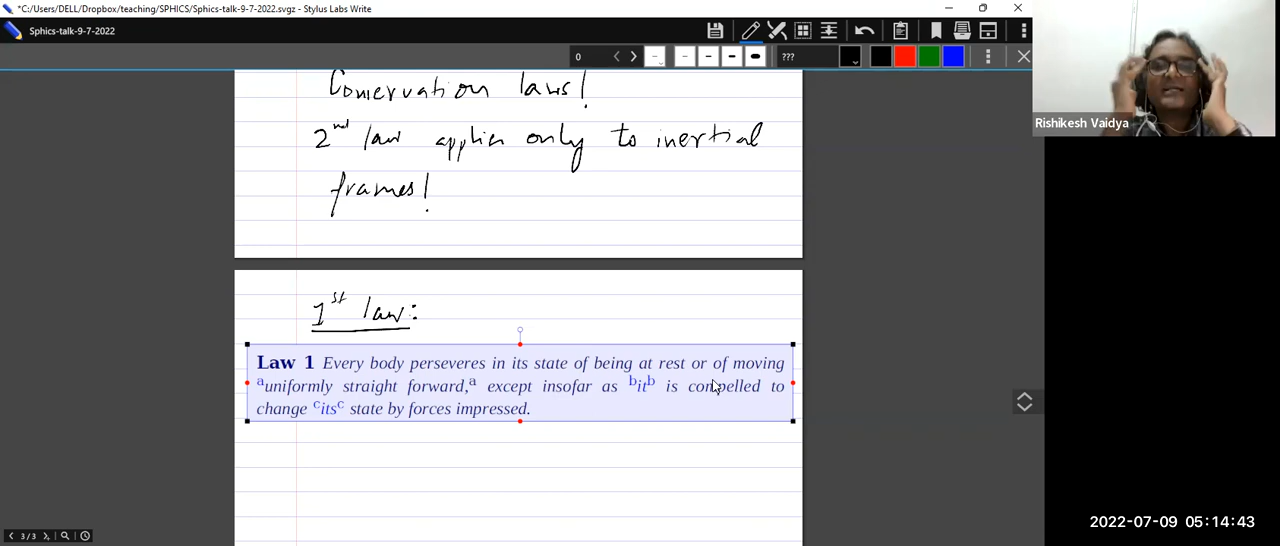 *C:/Users/DELL/Dropbox/teaching/SPHICS/Sphics-talk-9-7-2022.svgz - Stylus Labs Write
Sphics-talk-9-7-2022
0
???
Rishikesh Vaidya
Conservation laws!
2nd law applies only to inertial
frames!
1st law:
Law 1 Every body perseveres in its state of being at rest or of moving
auniformly straight forward,a except insofar as bitb is compelled to
change citsc state by forces impressed.
2022-07-09 05:14:43
3/3